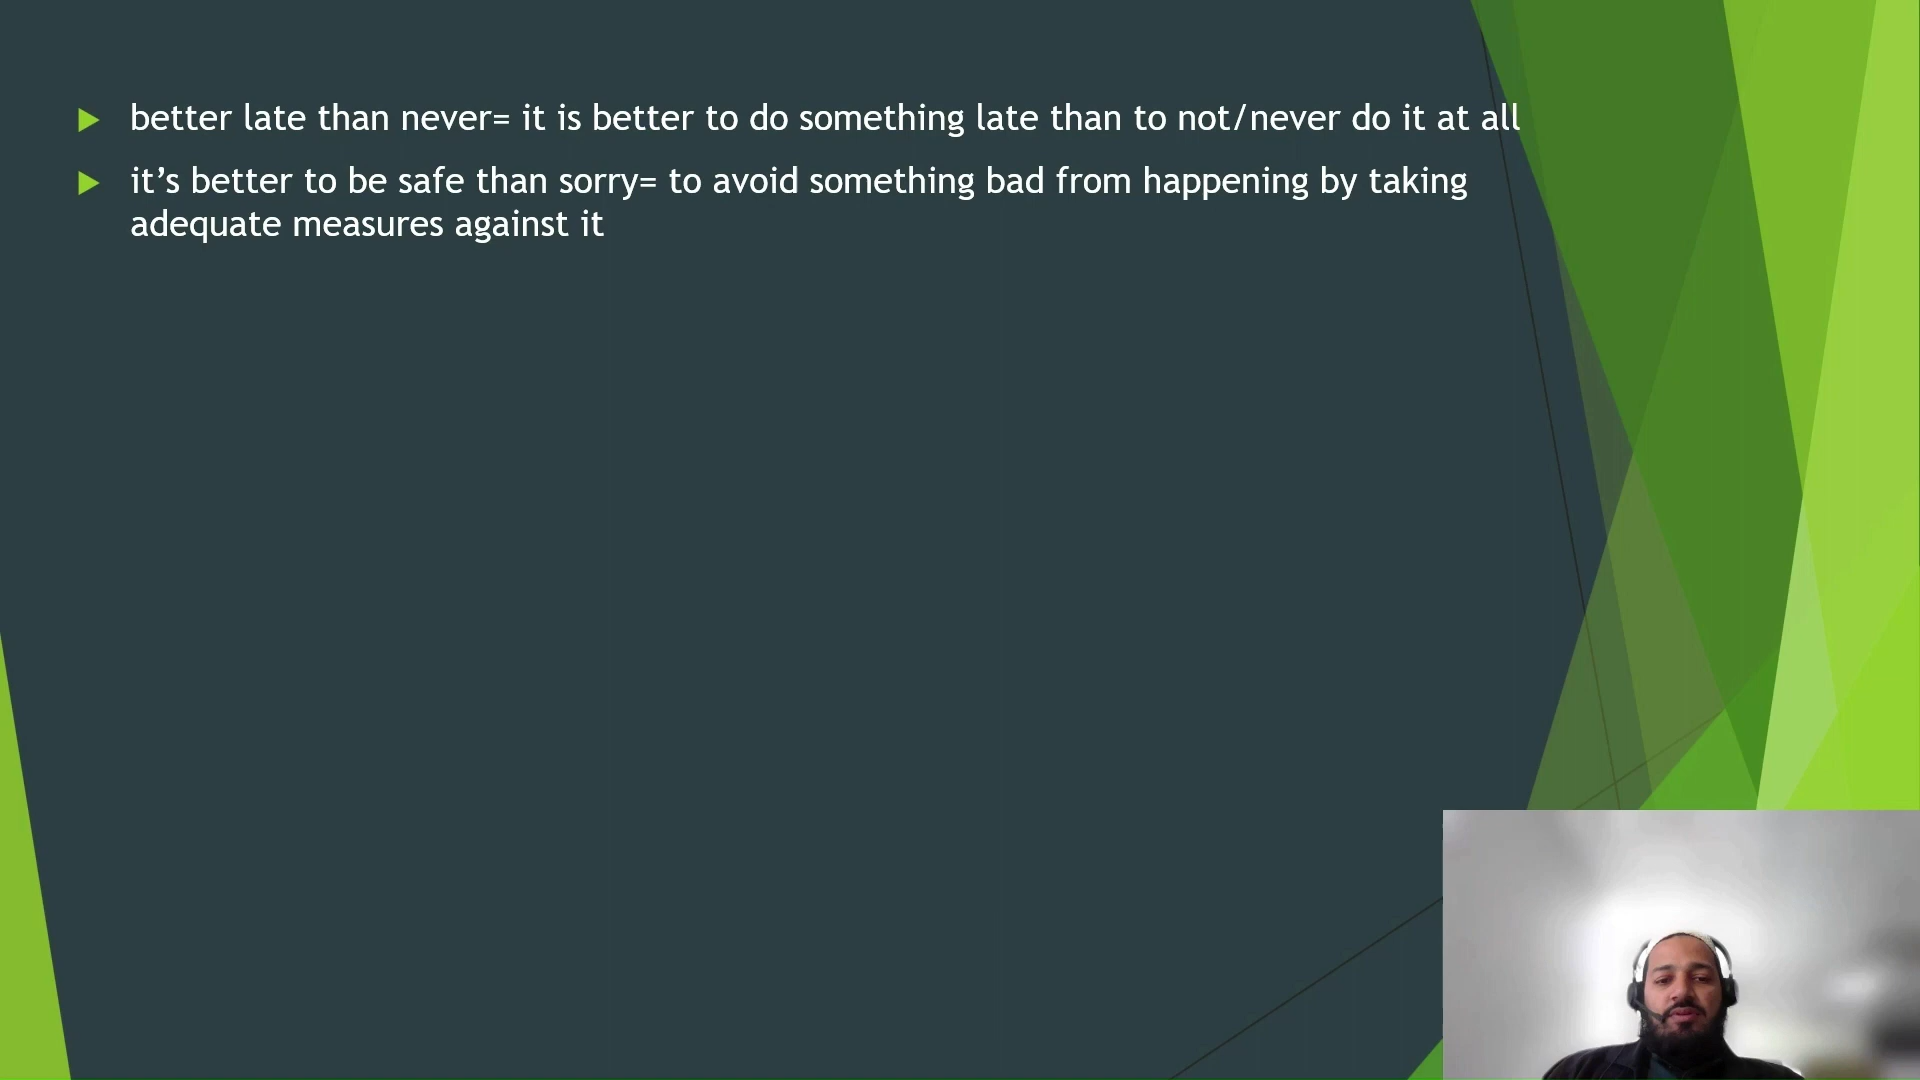 better late than never= it is better to do something late than to not/never do it at all
it’s better to be safe than sorry= to avoid something bad from happening by taking
adequate measures against it